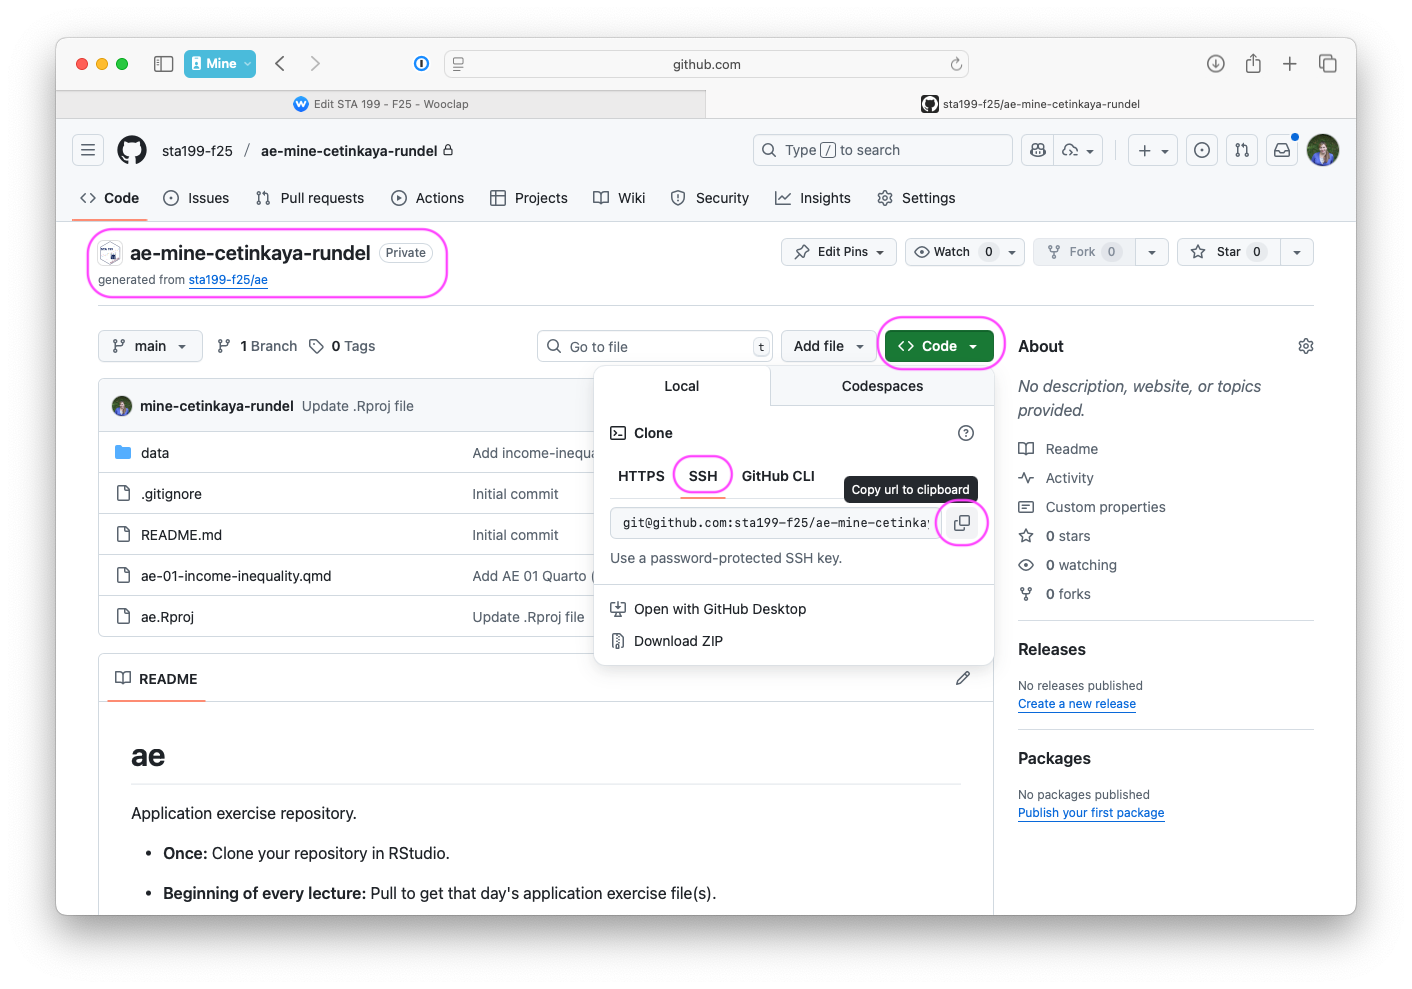 Mine
github.com
Edit STA 199 - F25 - Wooclap
sta199-f25/ae-mine-cetinkaya-rundel
sta199-f25 / ae-mine-cetinkaya-rundel
Type / to search
Code
Issues
Pull requests
Actions
Projects
Wiki
Security
Insights
Settings
ae-mine-cetinkaya-rundel Private
generated from sta199-f25/ae
Edit Pins
Watch 0
Fork 0
Star 0
main
1 Branch
0 Tags
Go to file t
Add file
Code
Local
Codespaces
Clone
HTTPS
SSH
GitHub CLI
Copy url to clipboard
git@github.com:sta199-f25/ae-mine-cetinkay
Use a password-protected SSH key.
Open with GitHub Desktop
Download ZIP
mine-cetinkaya-rundel Update .Rproj file
data Add income-inequa
.gitignore Initial commit
README.md Initial commit
ae-01-income-inequality.qmd Add AE 01 Quarto (
ae.Rproj Update .Rproj file
README
ae
Application exercise repository.
• Once: Clone your repository in RStudio.
• Beginning of every lecture: Pull to get that day's application exercise file(s).
About
No description, website, or topics
provided.
Readme
Activity
Custom properties
0 stars
0 watching
0 forks
Releases
No releases published
Create a new release
Packages
No packages published
Publish your first package